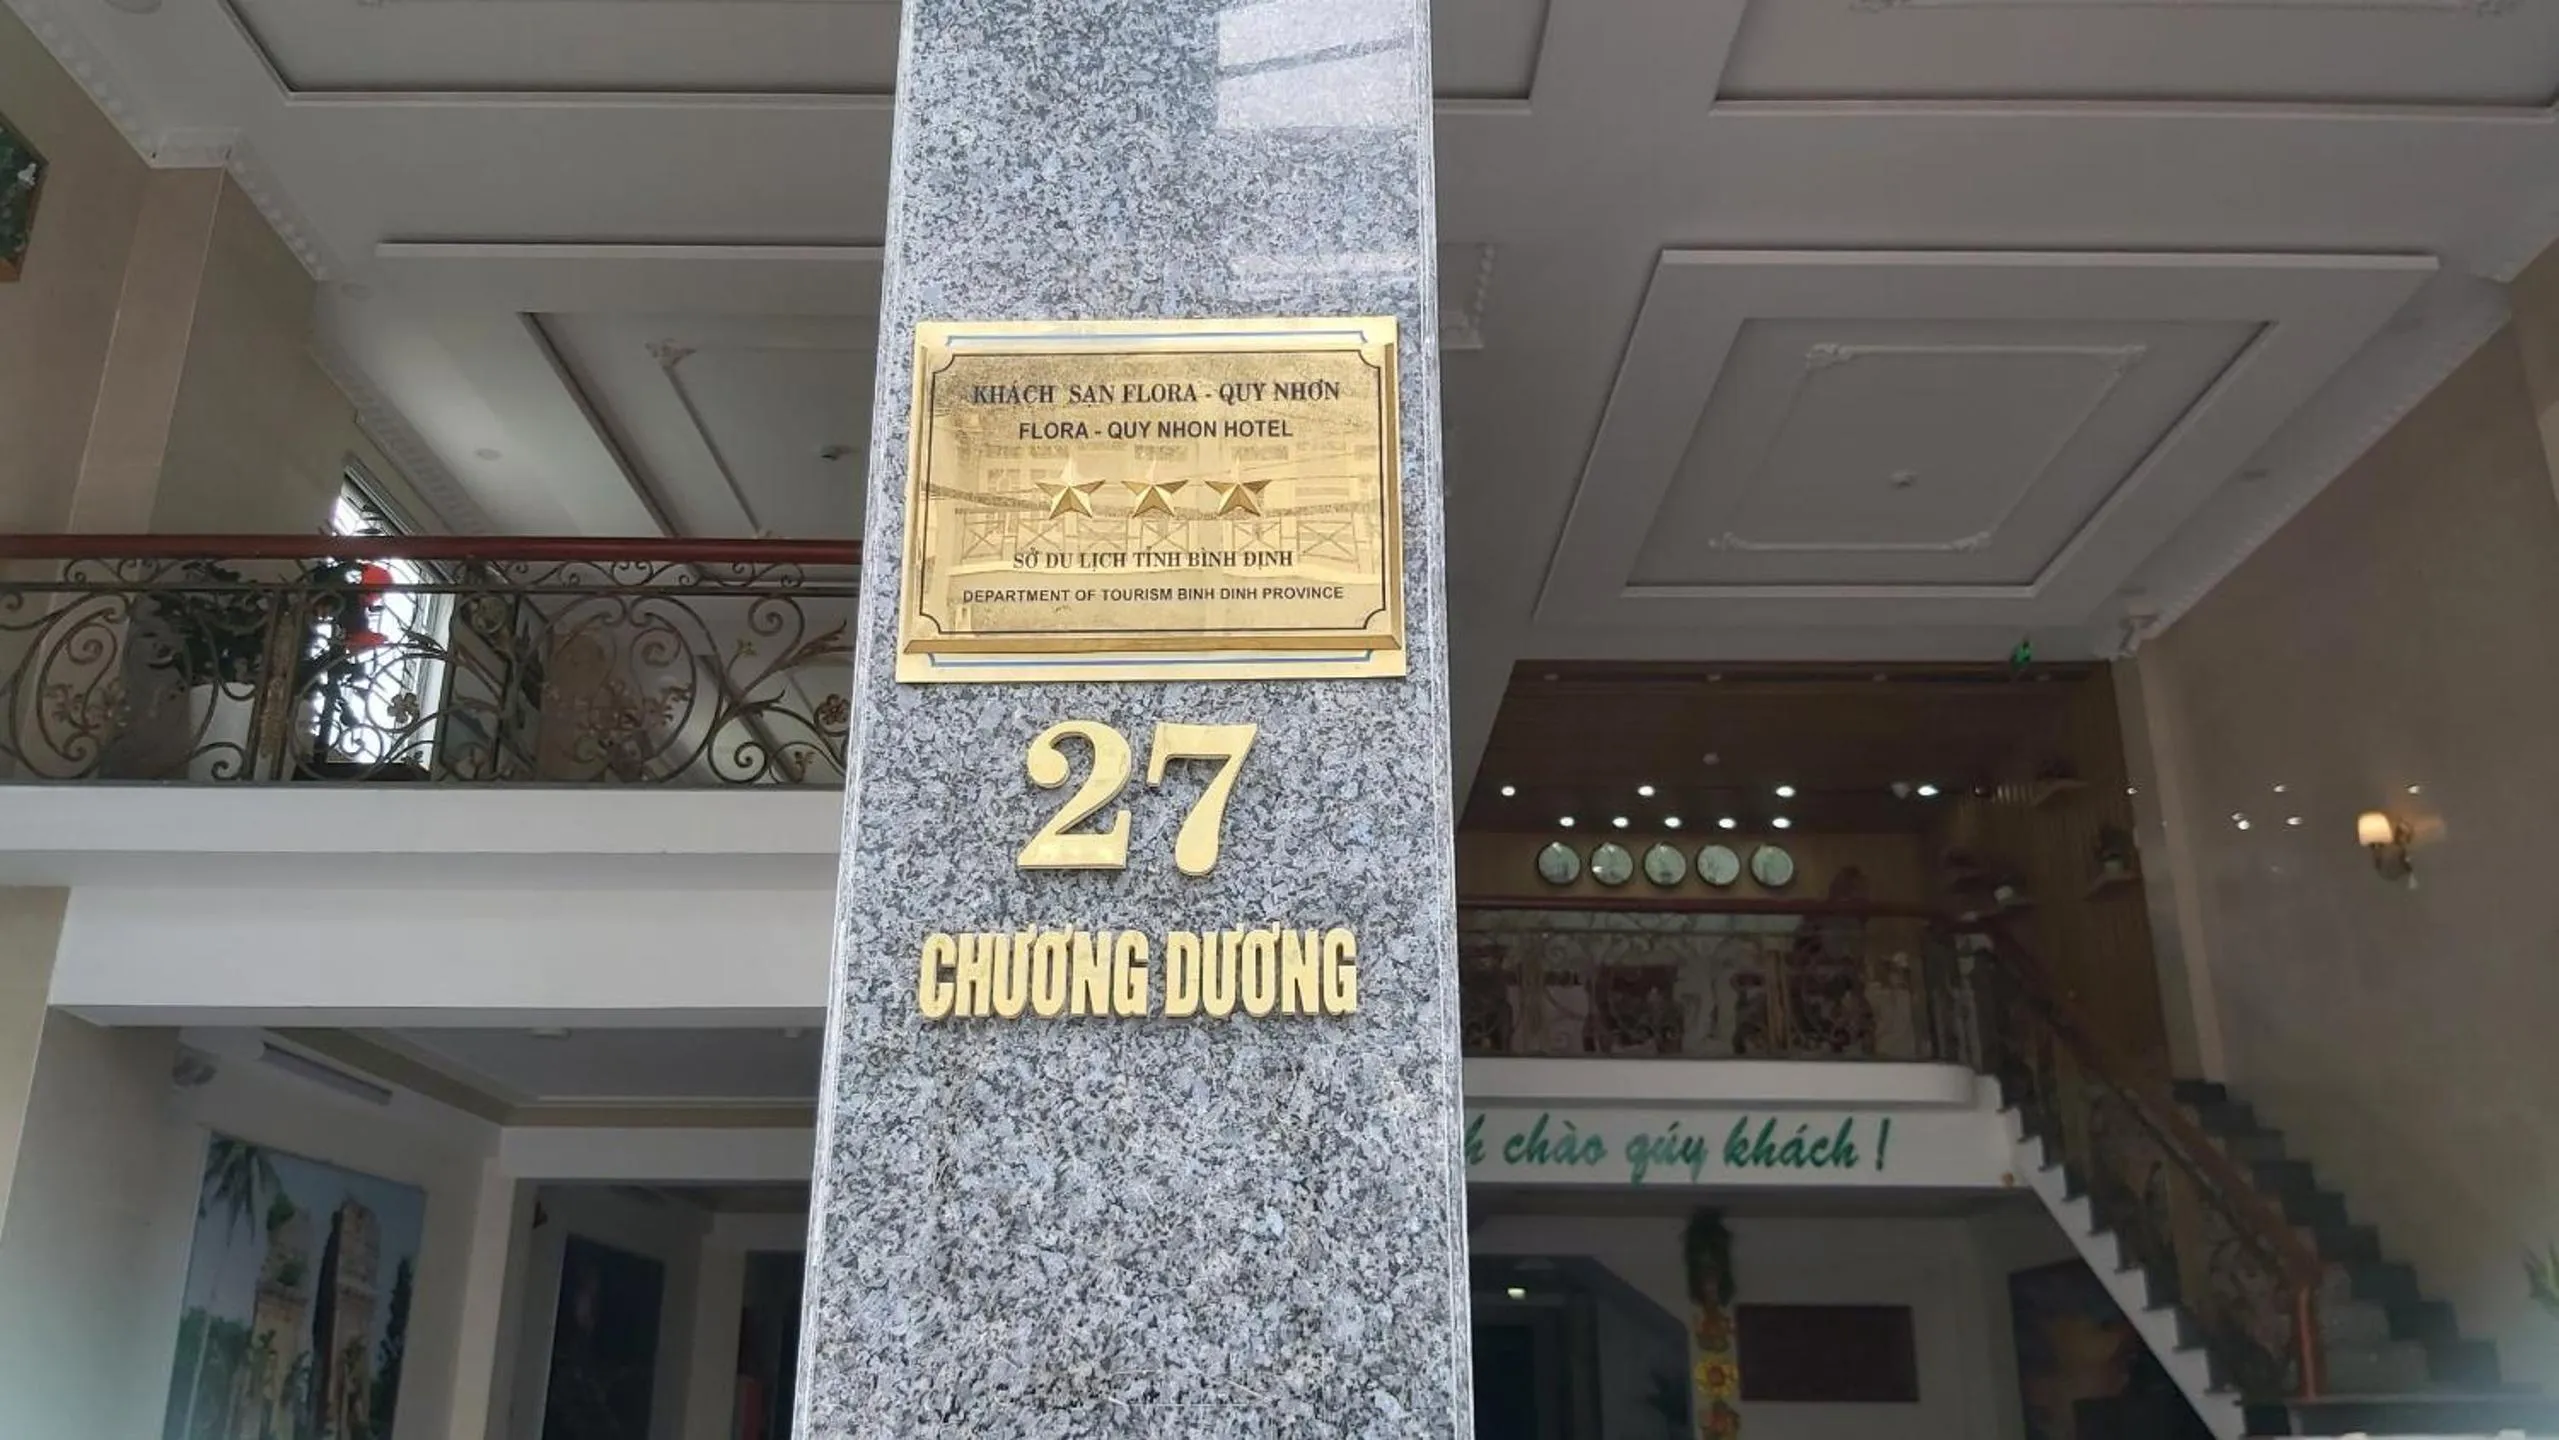 KHÁCH SẠN FLORA - QUY NHƠN
FLORA - QUY NHON HOTEL
SỞ DU LỊCH TỈNH BÌNH ĐỊNH
DEPARTMENT OF TOURISM BINH DINH PROVINCE
27
CHƯƠNG DƯƠNG
h chào qúy khách !